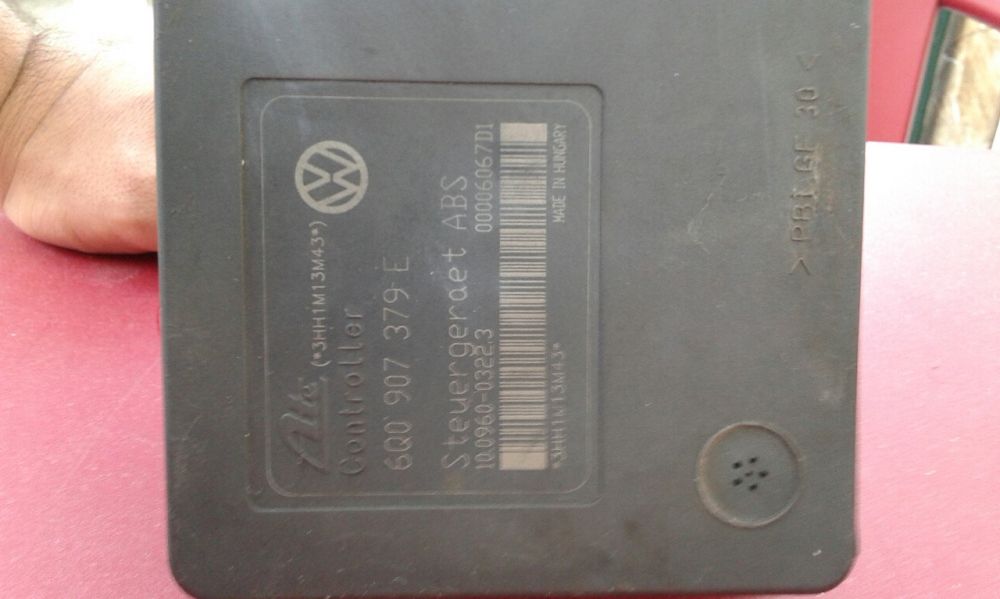 Ate (*3HH1M13M43*)
Controller
6Q0 907 379 E
Steuergeraet ABS
10.0960-0322.3 00006067D1
*3HH1M13M43* MADE IN HUNGARY
>PBT GF 30<